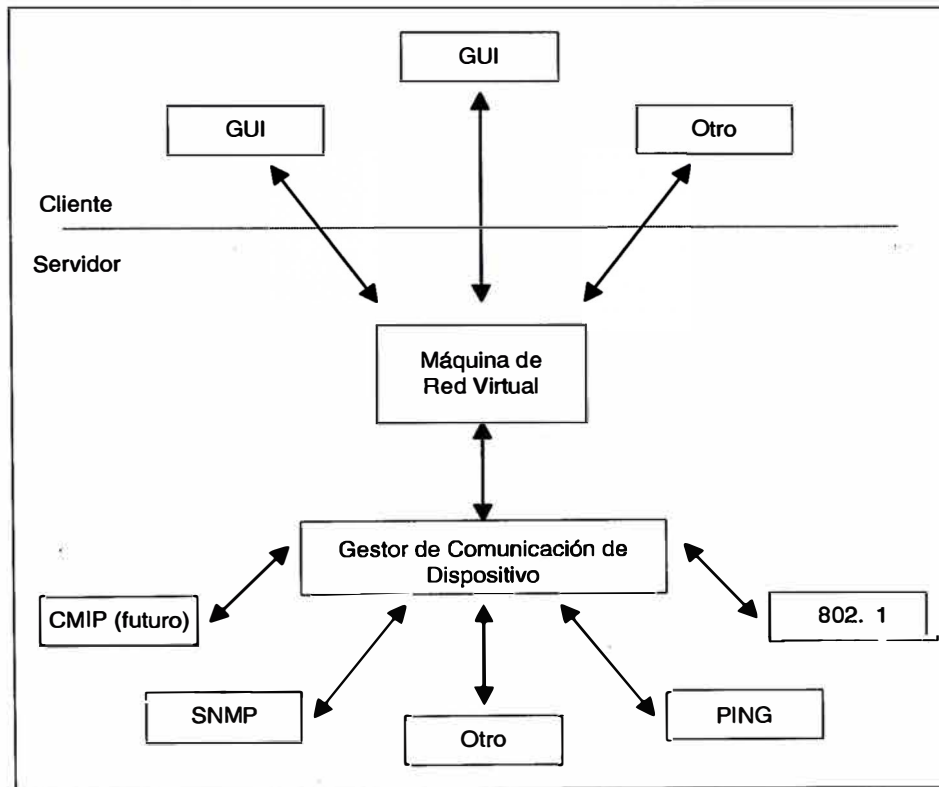 GUI
GUI
Otro
Cliente
Servidor
Máquina de
Red Virtual
Gestor de Comunicación de
Dispositivo
CMIP (futuro)
802. 1
SNMP
PING
Otro